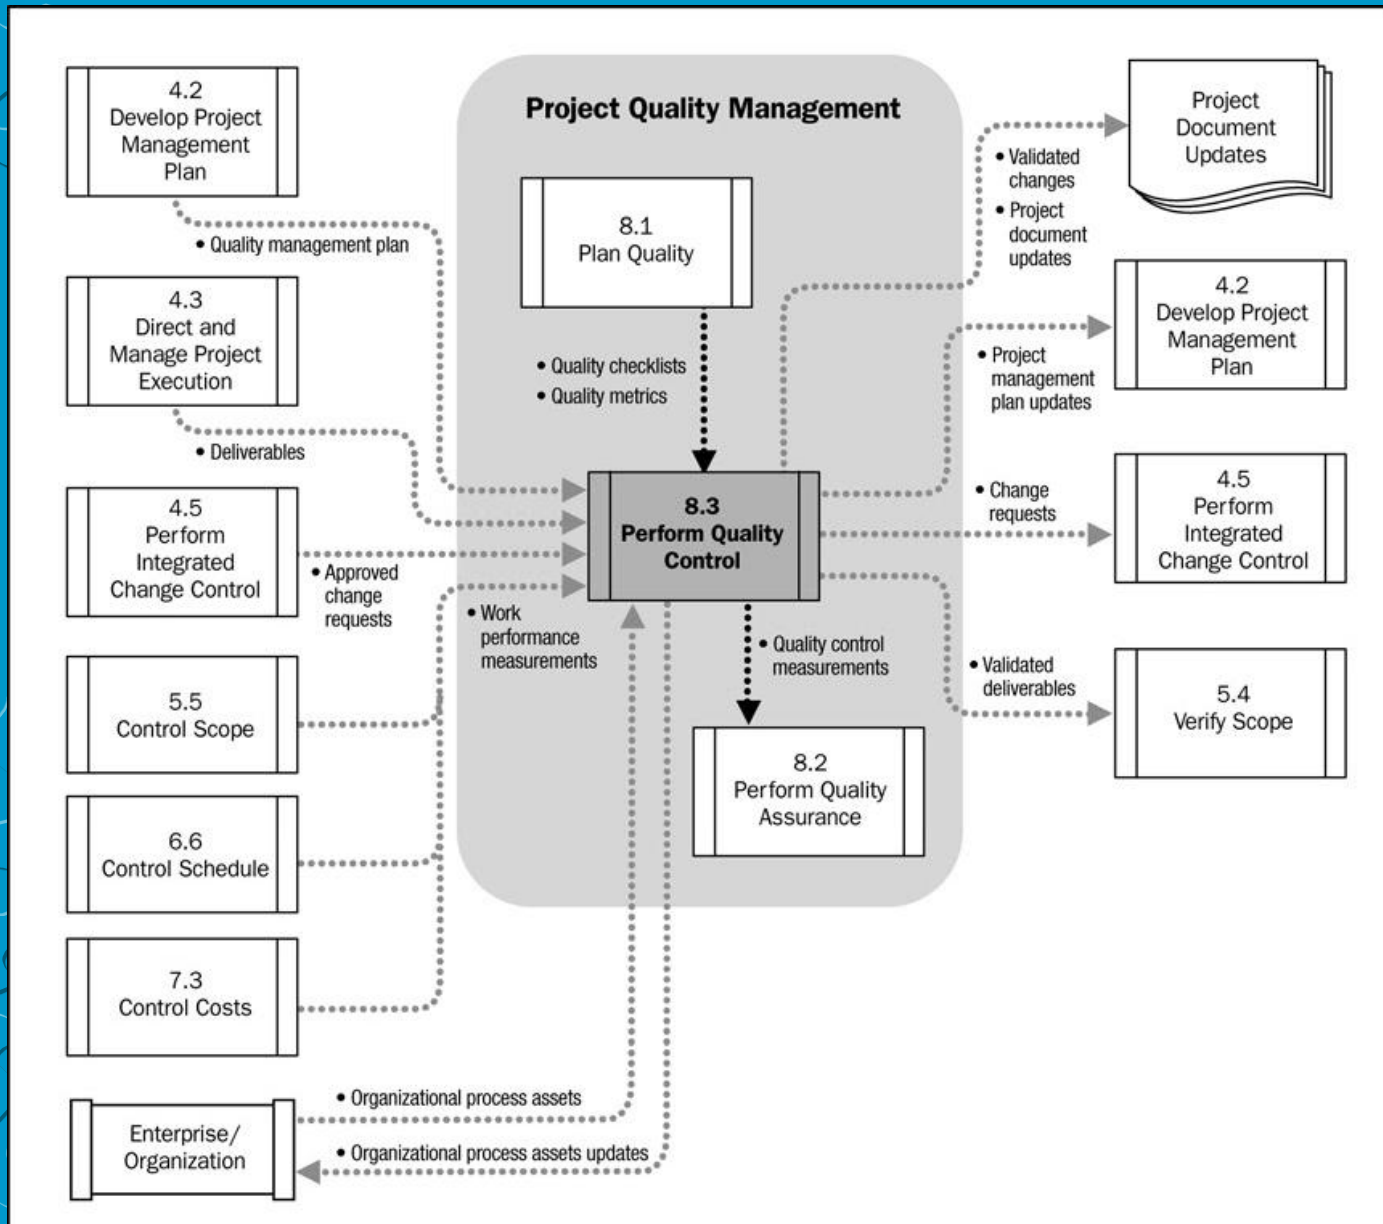 4.2
Develop Project
Management
Plan
• Quality management plan
4.3
Direct and
Manage Project
Execution
• Deliverables
4.5
Perform
Integrated
Change Control
• Approved
change
requests
5.5
Control Scope
6.6
Control Schedule
7.3
Control Costs
• Work
performance
measurements
Enterprise/
Organization
• Organizational process assets
• Organizational process assets updates
Project Quality Management
8.1
Plan Quality
• Quality checklists
• Quality metrics
8.3
Perform Quality
Control
• Quality control
measurements
8.2
Perform Quality
Assurance
• Validated
changes
• Project
document
updates
Project
Document
Updates
• Project
management
plan updates
4.2
Develop Project
Management
Plan
• Change
requests
4.5
Perform
Integrated
Change Control
• Validated
deliverables
5.4
Verify Scope